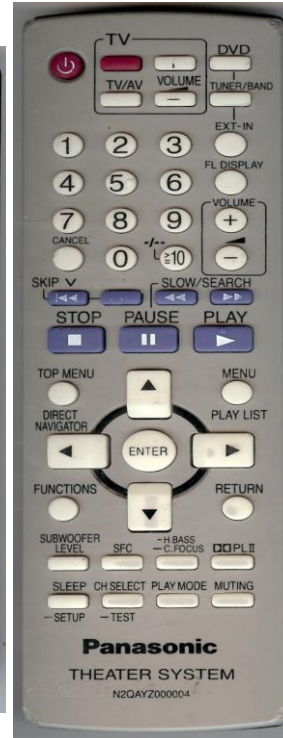 TV
DVD
TV/AV VOLUME TUNER/BAND
−
EXT-IN
1 2 3
FL DISPLAY
4 5 6
VOLUME
7 8 9 +
CANCEL -/--
0 ≧10 −
SKIP SLOW/SEARCH
STOP PAUSE PLAY
TOP MENU MENU
DIRECT NAVIGATOR PLAY LIST
ENTER
FUNCTIONS RETURN
SUBWOOFER LEVEL SFC −H.BASS −C.FOCUS PL II
SLEEP CH SELECT PLAY MODE MUTING
−SETUP −TEST
Panasonic
THEATER SYSTEM
N2QAYZ000004